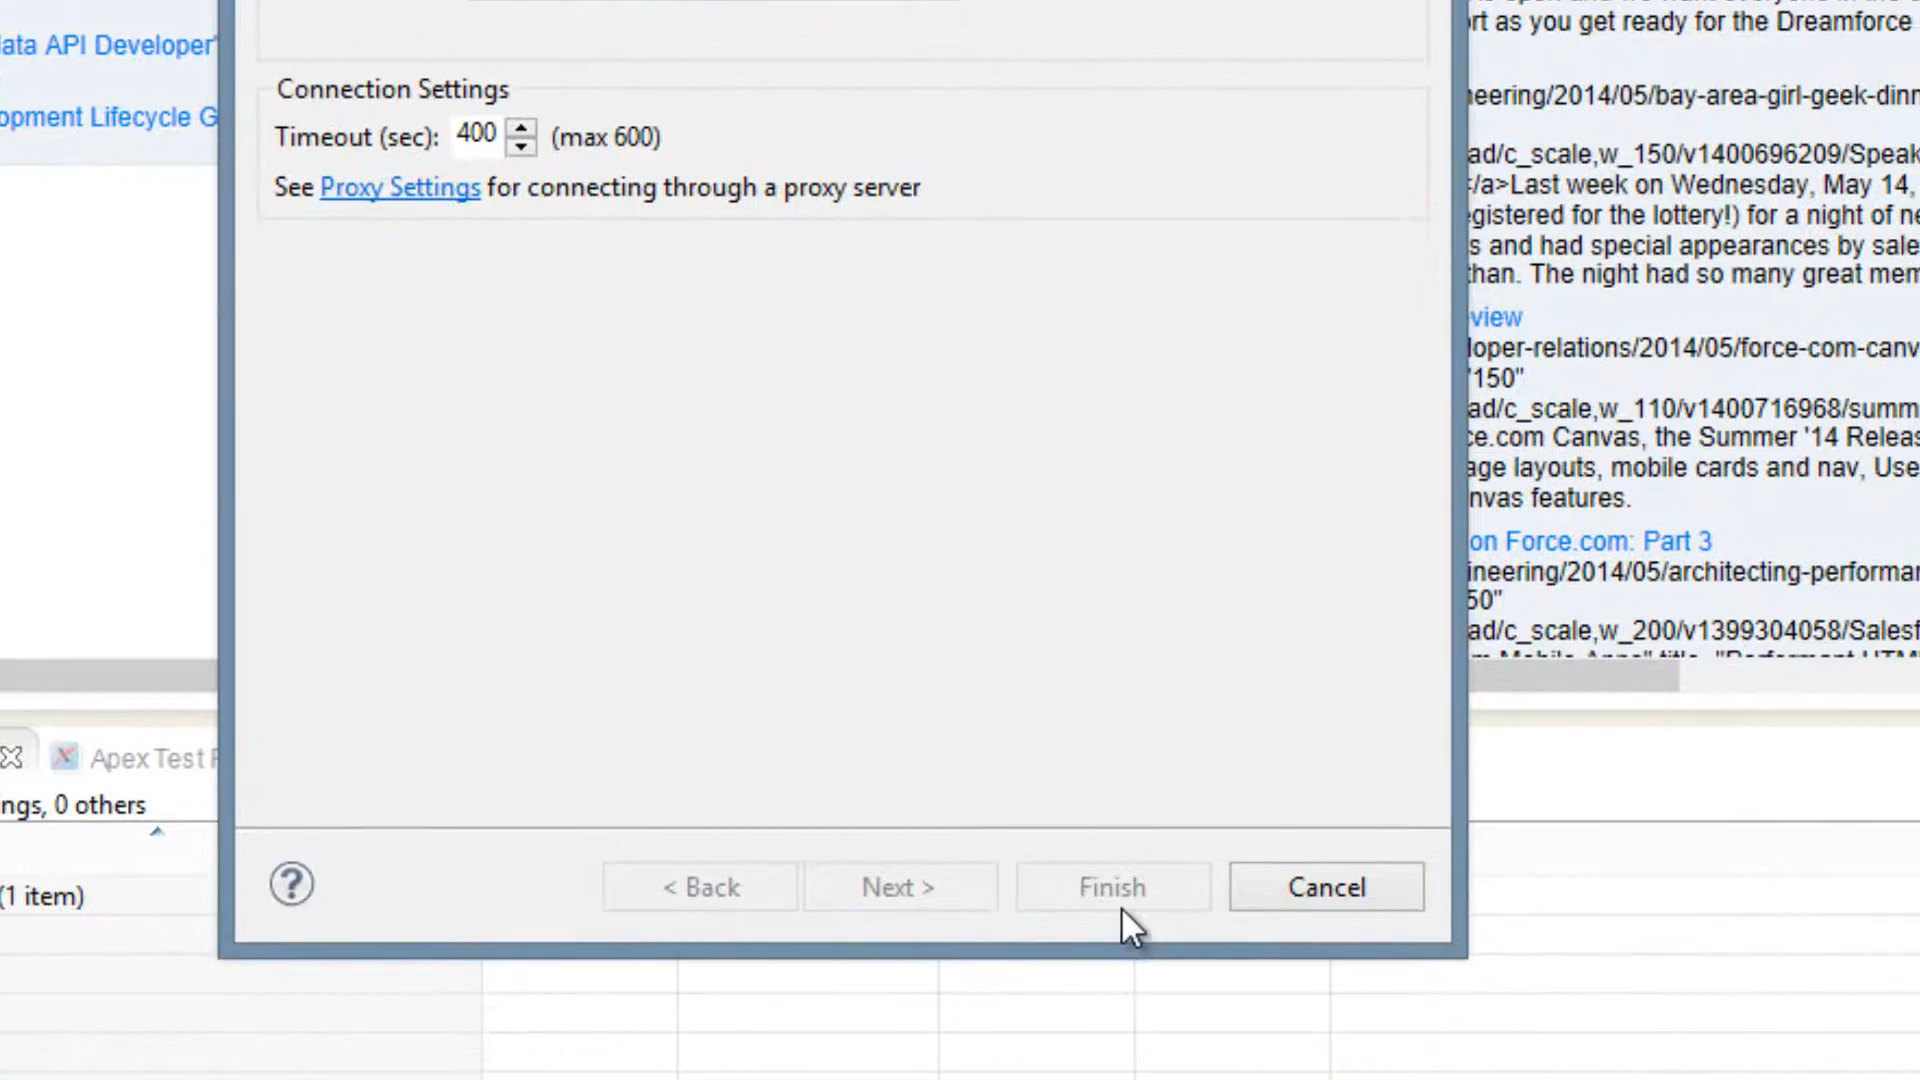 data API Developer'
opment Lifecycle G
Connection Settings
Timeout (sec): 400 (max 600)
See Proxy Settings for connecting through a proxy server
rt as you get ready for the Dreamforce
neering/2014/05/bay-area-girl-geek-dinn
ad/c_scale,w_150/v1400696209/Speak
</a>Last week on Wednesday, May 14,
egistered for the lottery!) for a night of ne
s and had special appearances by sale
than. The night had so many great mem
eview
loper-relations/2014/05/force-com-canv
"150"
ad/c_scale,w_110/v1400716968/summ
ce.com Canvas, the Summer '14 Releas
age layouts, mobile cards and nav, Use
nvas features.
on Force.com: Part 3
ineering/2014/05/architecting-performan
50"
ad/c_scale,w_200/v1399304058/Salesf
Apex Test
ngs, 0 others
(1 item)
< Back
Next >
Finish
Cancel